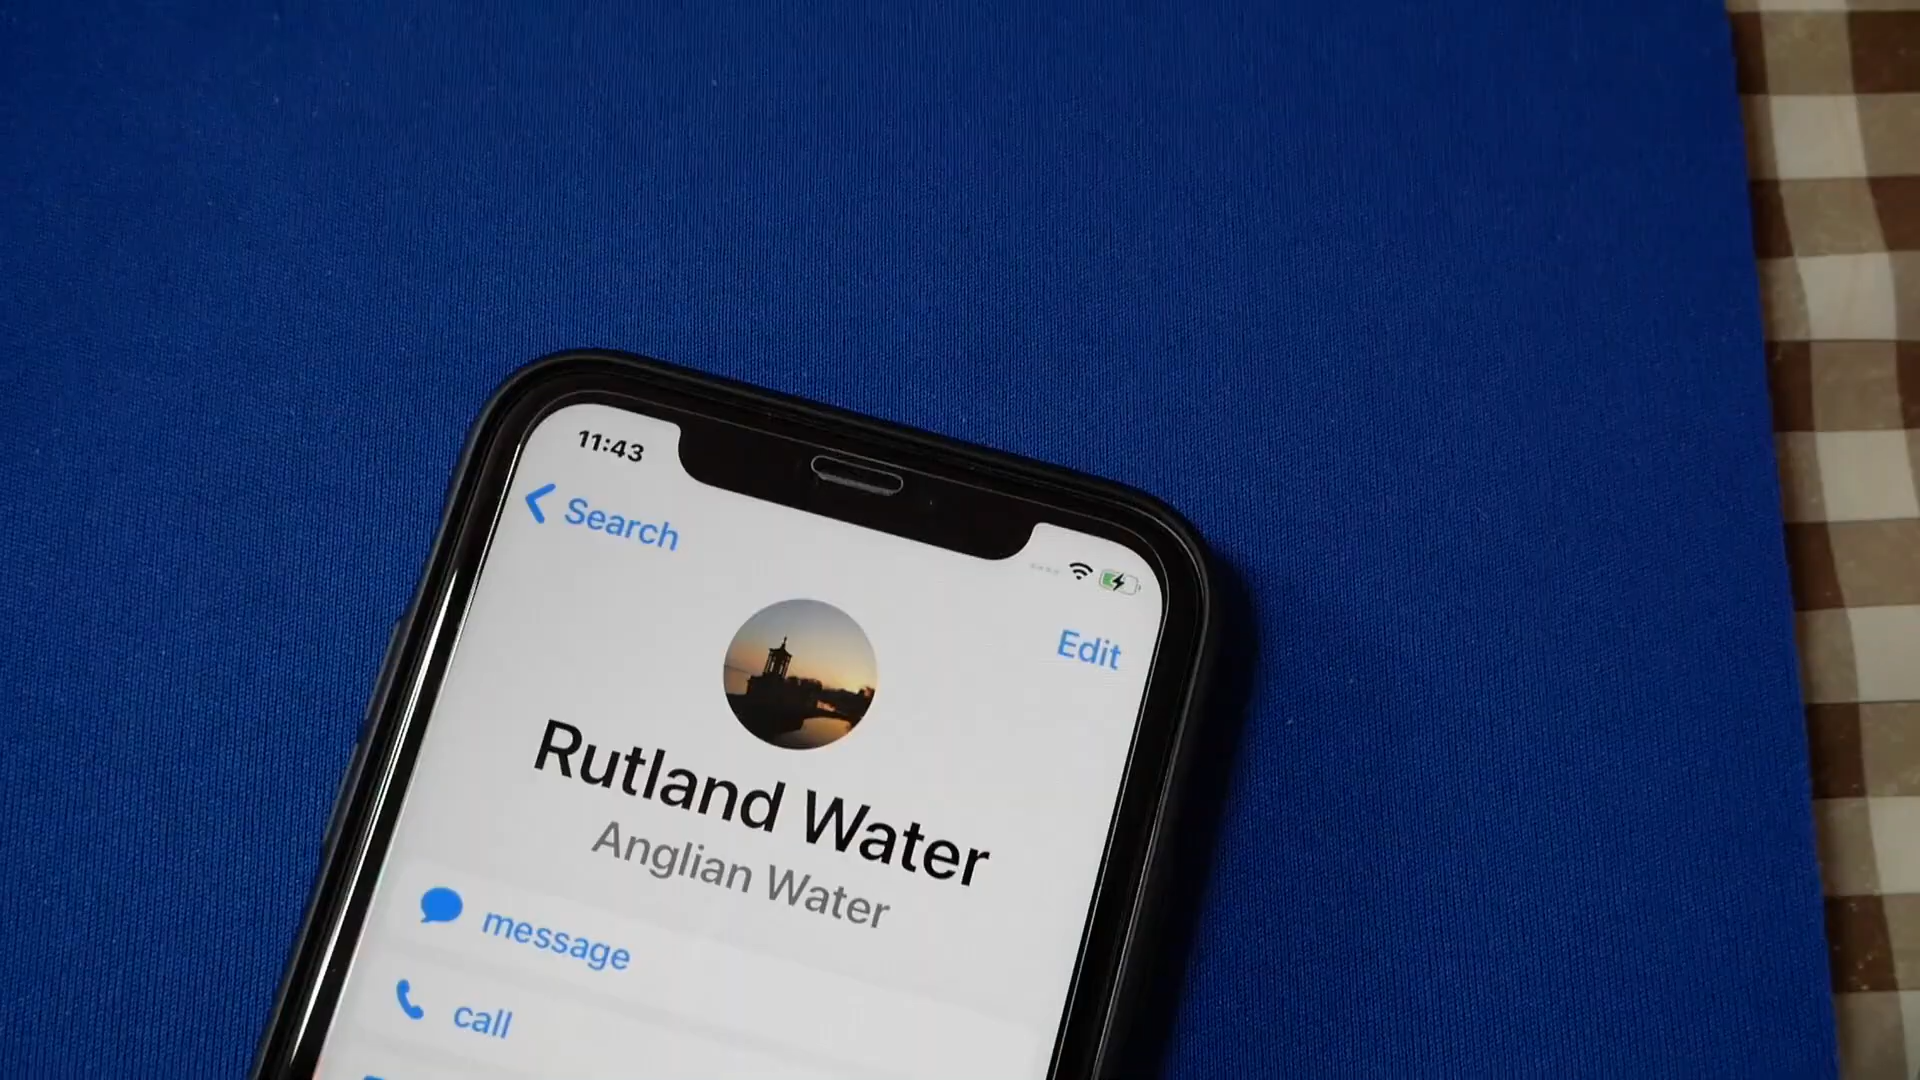 11:43
Search
Edit
Rutland Water
Anglian Water
message
call